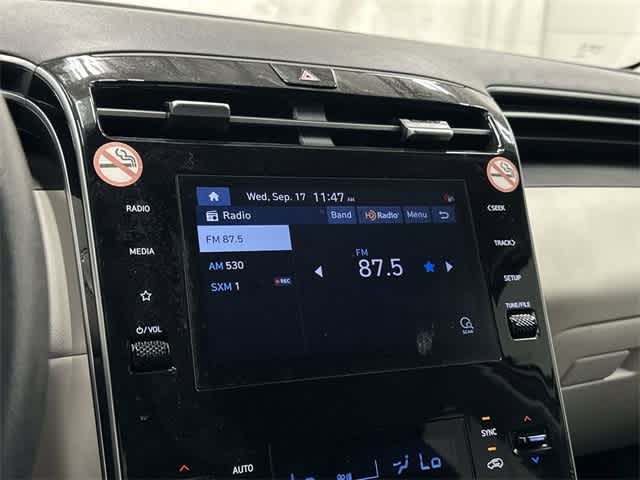 Wed, Sep. 17 11:47 AM
Radio Band HD Radio Menu
FM 87.5
AM 530
SXM 1 REC
FM
87.5
SCAN
RADIO
MEDIA
/VOL
SEEK
TRACK
SETUP
TUNE/FILE
AUTO
SYNC
Lo